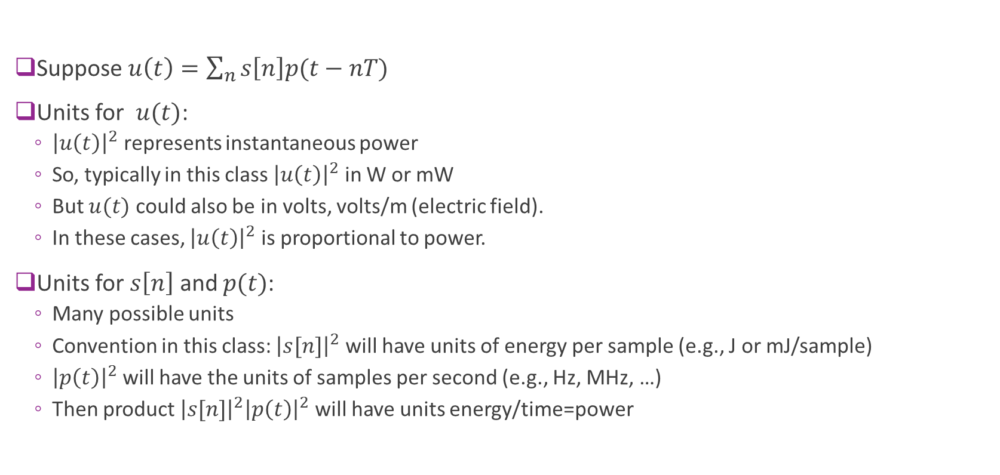 ❑Suppose 𝑢(𝑡) = ∑ₙ 𝑠[𝑛]𝑝(𝑡 − 𝑛𝑇)
❑Units for 𝑢(𝑡):
◦ |𝑢(𝑡)|² represents instantaneous power
◦ So, typically in this class |𝑢(𝑡)|² in W or mW
◦ But 𝑢(𝑡) could also be in volts, volts/m (electric field).
◦ In these cases, |𝑢(𝑡)|² is proportional to power.
❑Units for 𝑠[𝑛] and 𝑝(𝑡):
◦ Many possible units
◦ Convention in this class: |𝑠[𝑛]|² will have units of energy per sample (e.g., J or mJ/sample)
◦ |𝑝(𝑡)|² will have the units of samples per second (e.g., Hz, MHz, …)
◦ Then product |𝑠[𝑛]|²|𝑝(𝑡)|² will have units energy/time=power